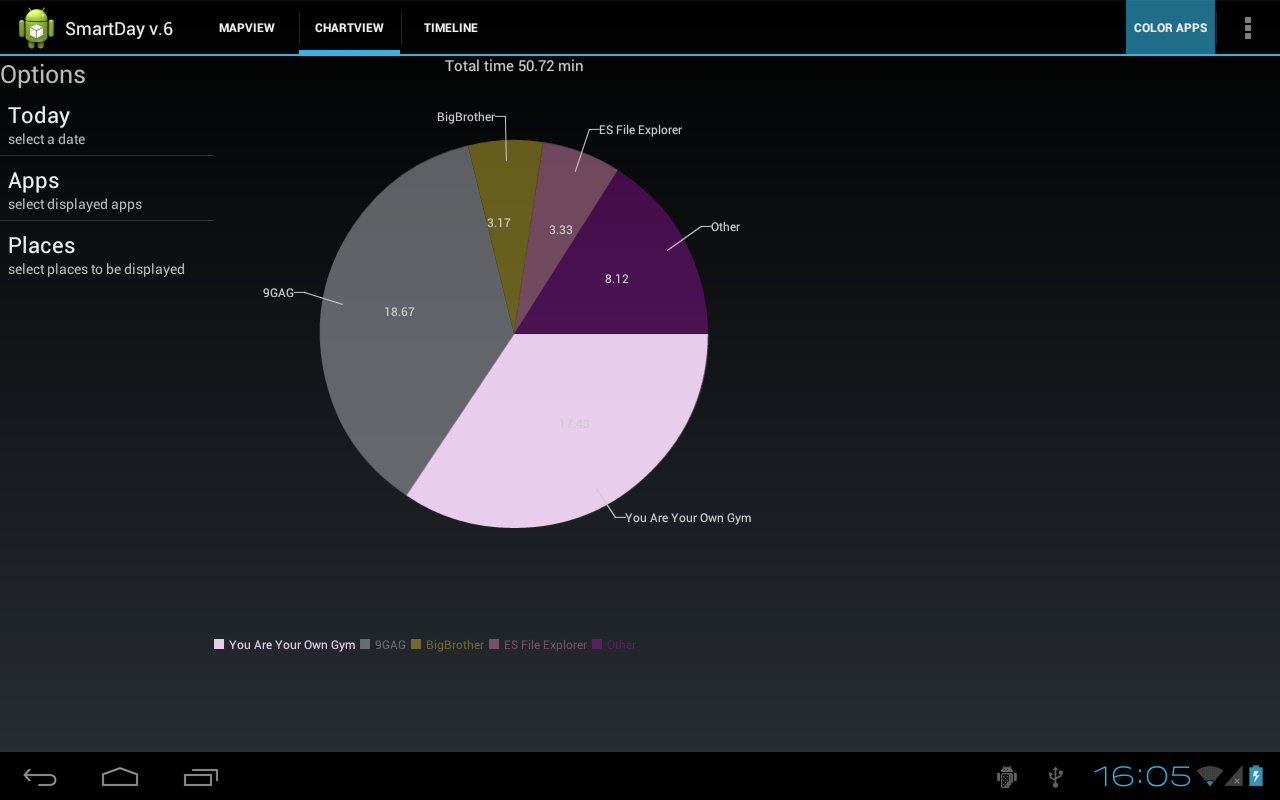 SmartDay v.6
MAPVIEW
CHARTVIEW
TIMELINE
COLOR APPS
Options
Today
select a date
Apps
select displayed apps
Places
select places to be displayed
Total time 50.72 min
BigBrother
ES File Explorer
Other
9GAG
You Are Your Own Gym
3.17
3.33
8.12
18.67
17.43
You Are Your Own Gym 9GAG BigBrother ES File Explorer Other
16:05